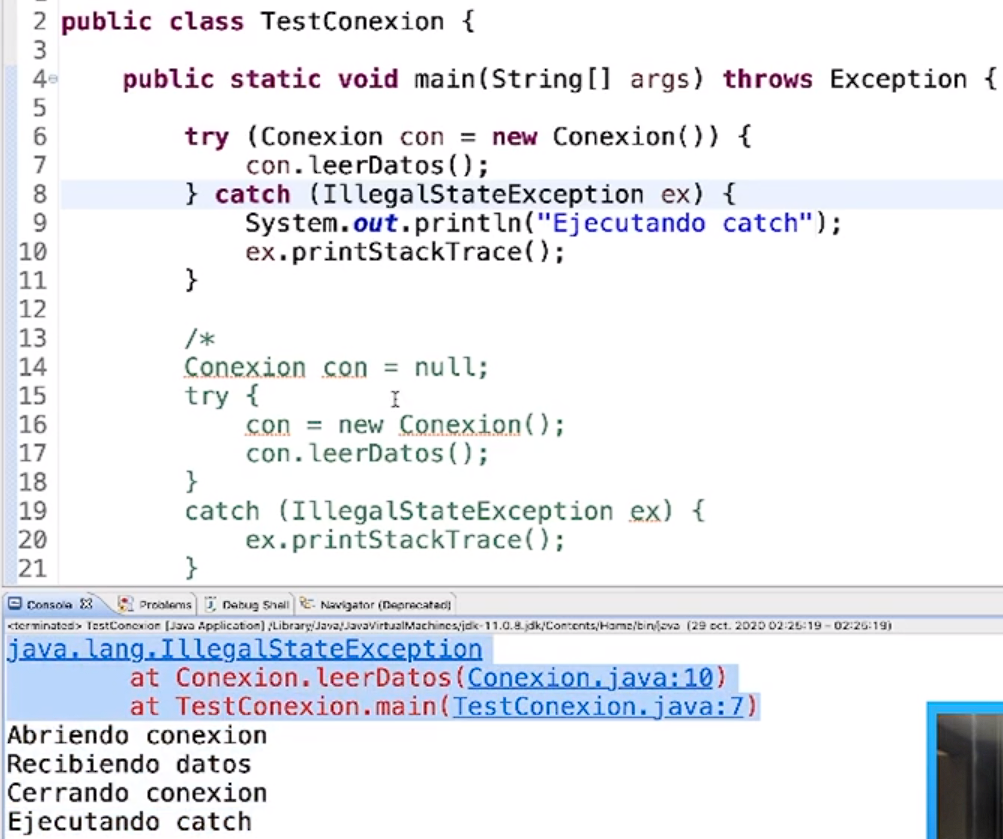 2 public class TestConexion {
3
4 public static void main(String[] args) throws Exception {
5
6 try (Conexion con = new Conexion()) {
7 con.leerDatos();
8 } catch (IllegalStateException ex) {
9 System.out.println("Ejecutando catch");
10 ex.printStackTrace();
11 }
12
13 /*
14 Conexion con = null;
15 try {
16 con = new Conexion();
17 con.leerDatos();
18 }
19 catch (IllegalStateException ex) {
20 ex.printStackTrace();
21 }
Console Problems Debug Shell Navigator (Deprecated)
<terminated> TestConexion [Java Application] /Library/Java/JavaVirtualMachines/jdk-11.0.8.jdk/Contents/Home/bin/java (29 oct. 2020 02:25:19 – 02:25:19)
java.lang.IllegalStateException
at Conexion.leerDatos(Conexion.java:10)
at TestConexion.main(TestConexion.java:7)
Abriendo conexion
Recibiendo datos
Cerrando conexion
Ejecutando catch